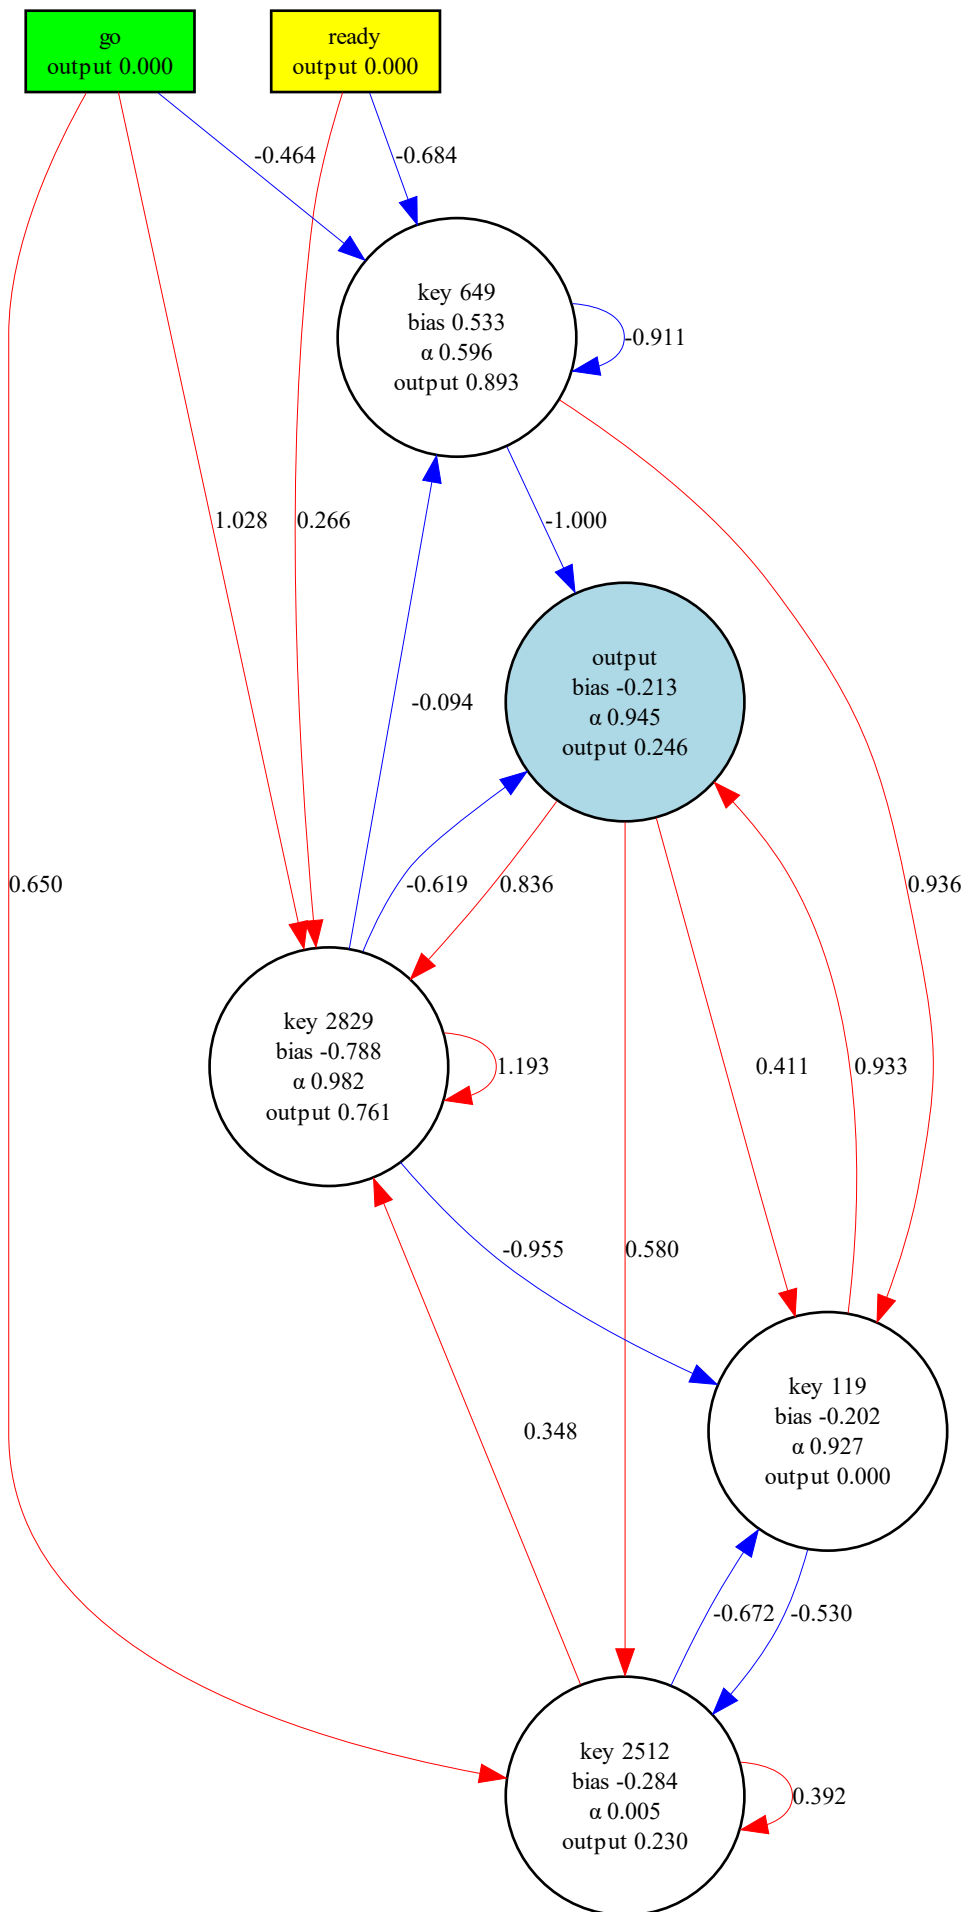 go
output 0.000
ready
output 0.000
-0.464
-0.684
key 649
bias 0.533
α 0.596
output 0.893
-0.911
1.028
0.266
-1.000
output
bias -0.213
α 0.945
output 0.246
-0.094
0.650
-0.619
0.836
0.936
key 2829
bias -0.788
α 0.982
output 0.761
1.193
0.411
0.933
-0.955
0.580
key 119
bias -0.202
α 0.927
output 0.000
0.348
-0.672
-0.530
key 2512
bias -0.284
α 0.005
output 0.230
0.392